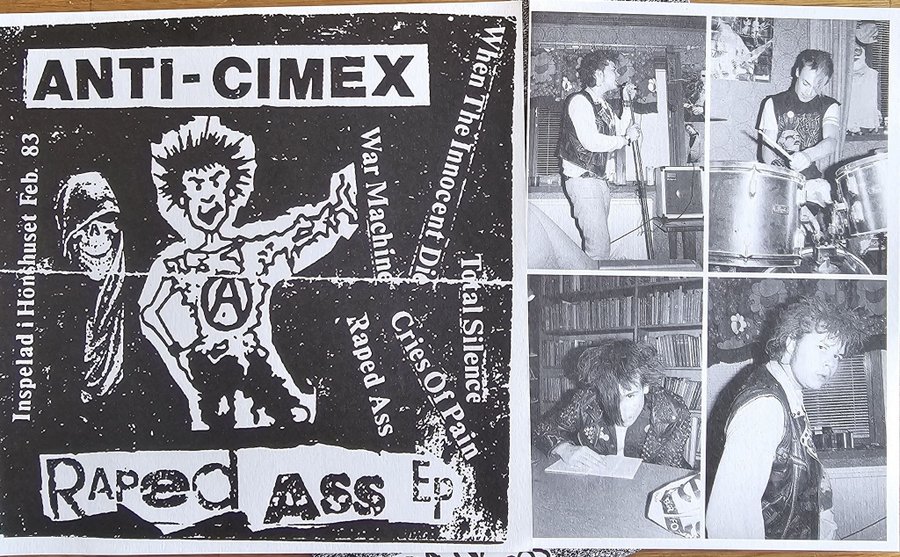 ANTI-CIMEX
Inspelad i Hönshuset Feb. 83
When The Innocent Die
War Machine
Total Silence
Cries Of Pain
Raped Ass
A
RAPED ASS EP